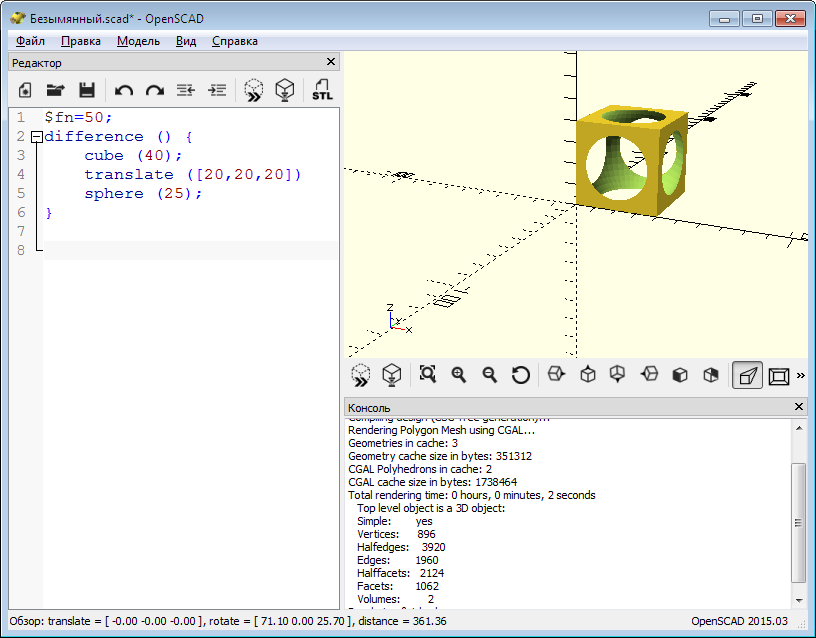 Безымянный.scad* - OpenSCAD
Файл Правка Модель Вид Справка
Редактор
STL
1 $fn=50;
2 difference () {
3 cube (40);
4 translate ([20,20,20])
5 sphere (25);
6 }
7
8
Z
Y
X
»
Консоль
Compiling design (CSG Tree generation)...
Rendering Polygon Mesh using CGAL...
Geometries in cache: 3
Geometry cache size in bytes: 351312
CGAL Polyhedrons in cache: 2
CGAL cache size in bytes: 1738464
Total rendering time: 0 hours, 0 minutes, 2 seconds
Top level object is a 3D object:
Simple: yes
Vertices: 896
Halfedges: 3920
Edges: 1960
Halffacets: 2124
Facets: 1062
Volumes: 2
Обзор: translate = [ -0.00 -0.00 -0.00 ], rotate = [ 71.10 0.00 25.70 ], distance = 361.36
OpenSCAD 2015.03